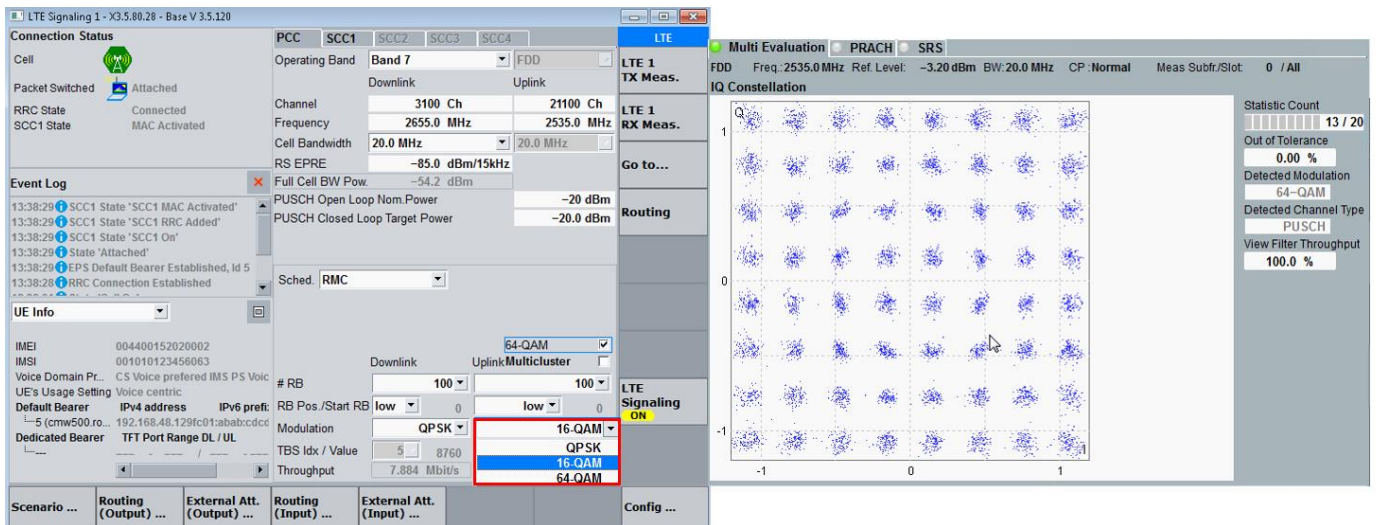 LTE Signaling 1 - X3.5.80.28 - Base V 3.5.120
Connection Status
Cell
Packet Switched Attached
RRC State Connected
SCC1 State MAC Activated
Event Log
13:38:29 SCC1 State 'SCC1 MAC Activated'
13:38:29 SCC1 State 'SCC1 RRC Added'
13:38:29 SCC1 State 'SCC1 On'
13:38:29 State 'Attached'
13:38:29 EPS Default Bearer Established, Id 5
13:38:28 RRC Connection Established
UE Info
IMEI 004400152020002
IMSI 001010123456063
Voice Domain Pr... CS Voice prefered IMS PS Voic
UE's Usage Setting Voice centric
Default Bearer IPv4 address IPv6 prefi:
5 (cmw500.ro... 192.168.48.129 fc01:abab:cdcd
Dedicated Bearer TFT Port Range DL / UL
--- --- - --- / --- - ---
PCC SCC1 SCC2 SCC3 SCC4
Operating Band Band 7 FDD
Downlink Uplink
Channel 3100 Ch 21100 Ch
Frequency 2655.0 MHz 2535.0 MHz
Cell Bandwidth 20.0 MHz 20.0 MHz
RS EPRE -85.0 dBm/15kHz
Full Cell BW Pow. -54.2 dBm
PUSCH Open Loop Nom.Power -20 dBm
PUSCH Closed Loop Target Power -20.0 dBm
Sched. RMC
64-QAM
Downlink Uplink Multicluster
# RB 100 100
RB Pos./Start RB low 0 low 0
Modulation QPSK 16-QAM
QPSK
16-QAM
64-QAM
TBS Idx / Value 5 8760
Throughput 7.884 Mbit/s
LTE
LTE 1
TX Meas.
LTE 1
RX Meas.
Go to...
Routing
LTE
Signaling
ON
Scenario ...
Routing
(Output) ...
External Att.
(Output) ...
Routing
(Input) ...
External Att.
(Input) ...
Config ...
Multi Evaluation PRACH SRS
FDD Freq.: 2535.0 MHz Ref. Level: -3.20 dBm BW: 20.0 MHz CP : Normal Meas Subfr./Slot: 0 / All
IQ Constellation
Q
1
0
-1
-1 0 1
I
Statistic Count
13 / 20
Out of Tolerance
0.00 %
Detected Modulation
64-QAM
Detected Channel Type
PUSCH
View Filter Throughput
100.0 %